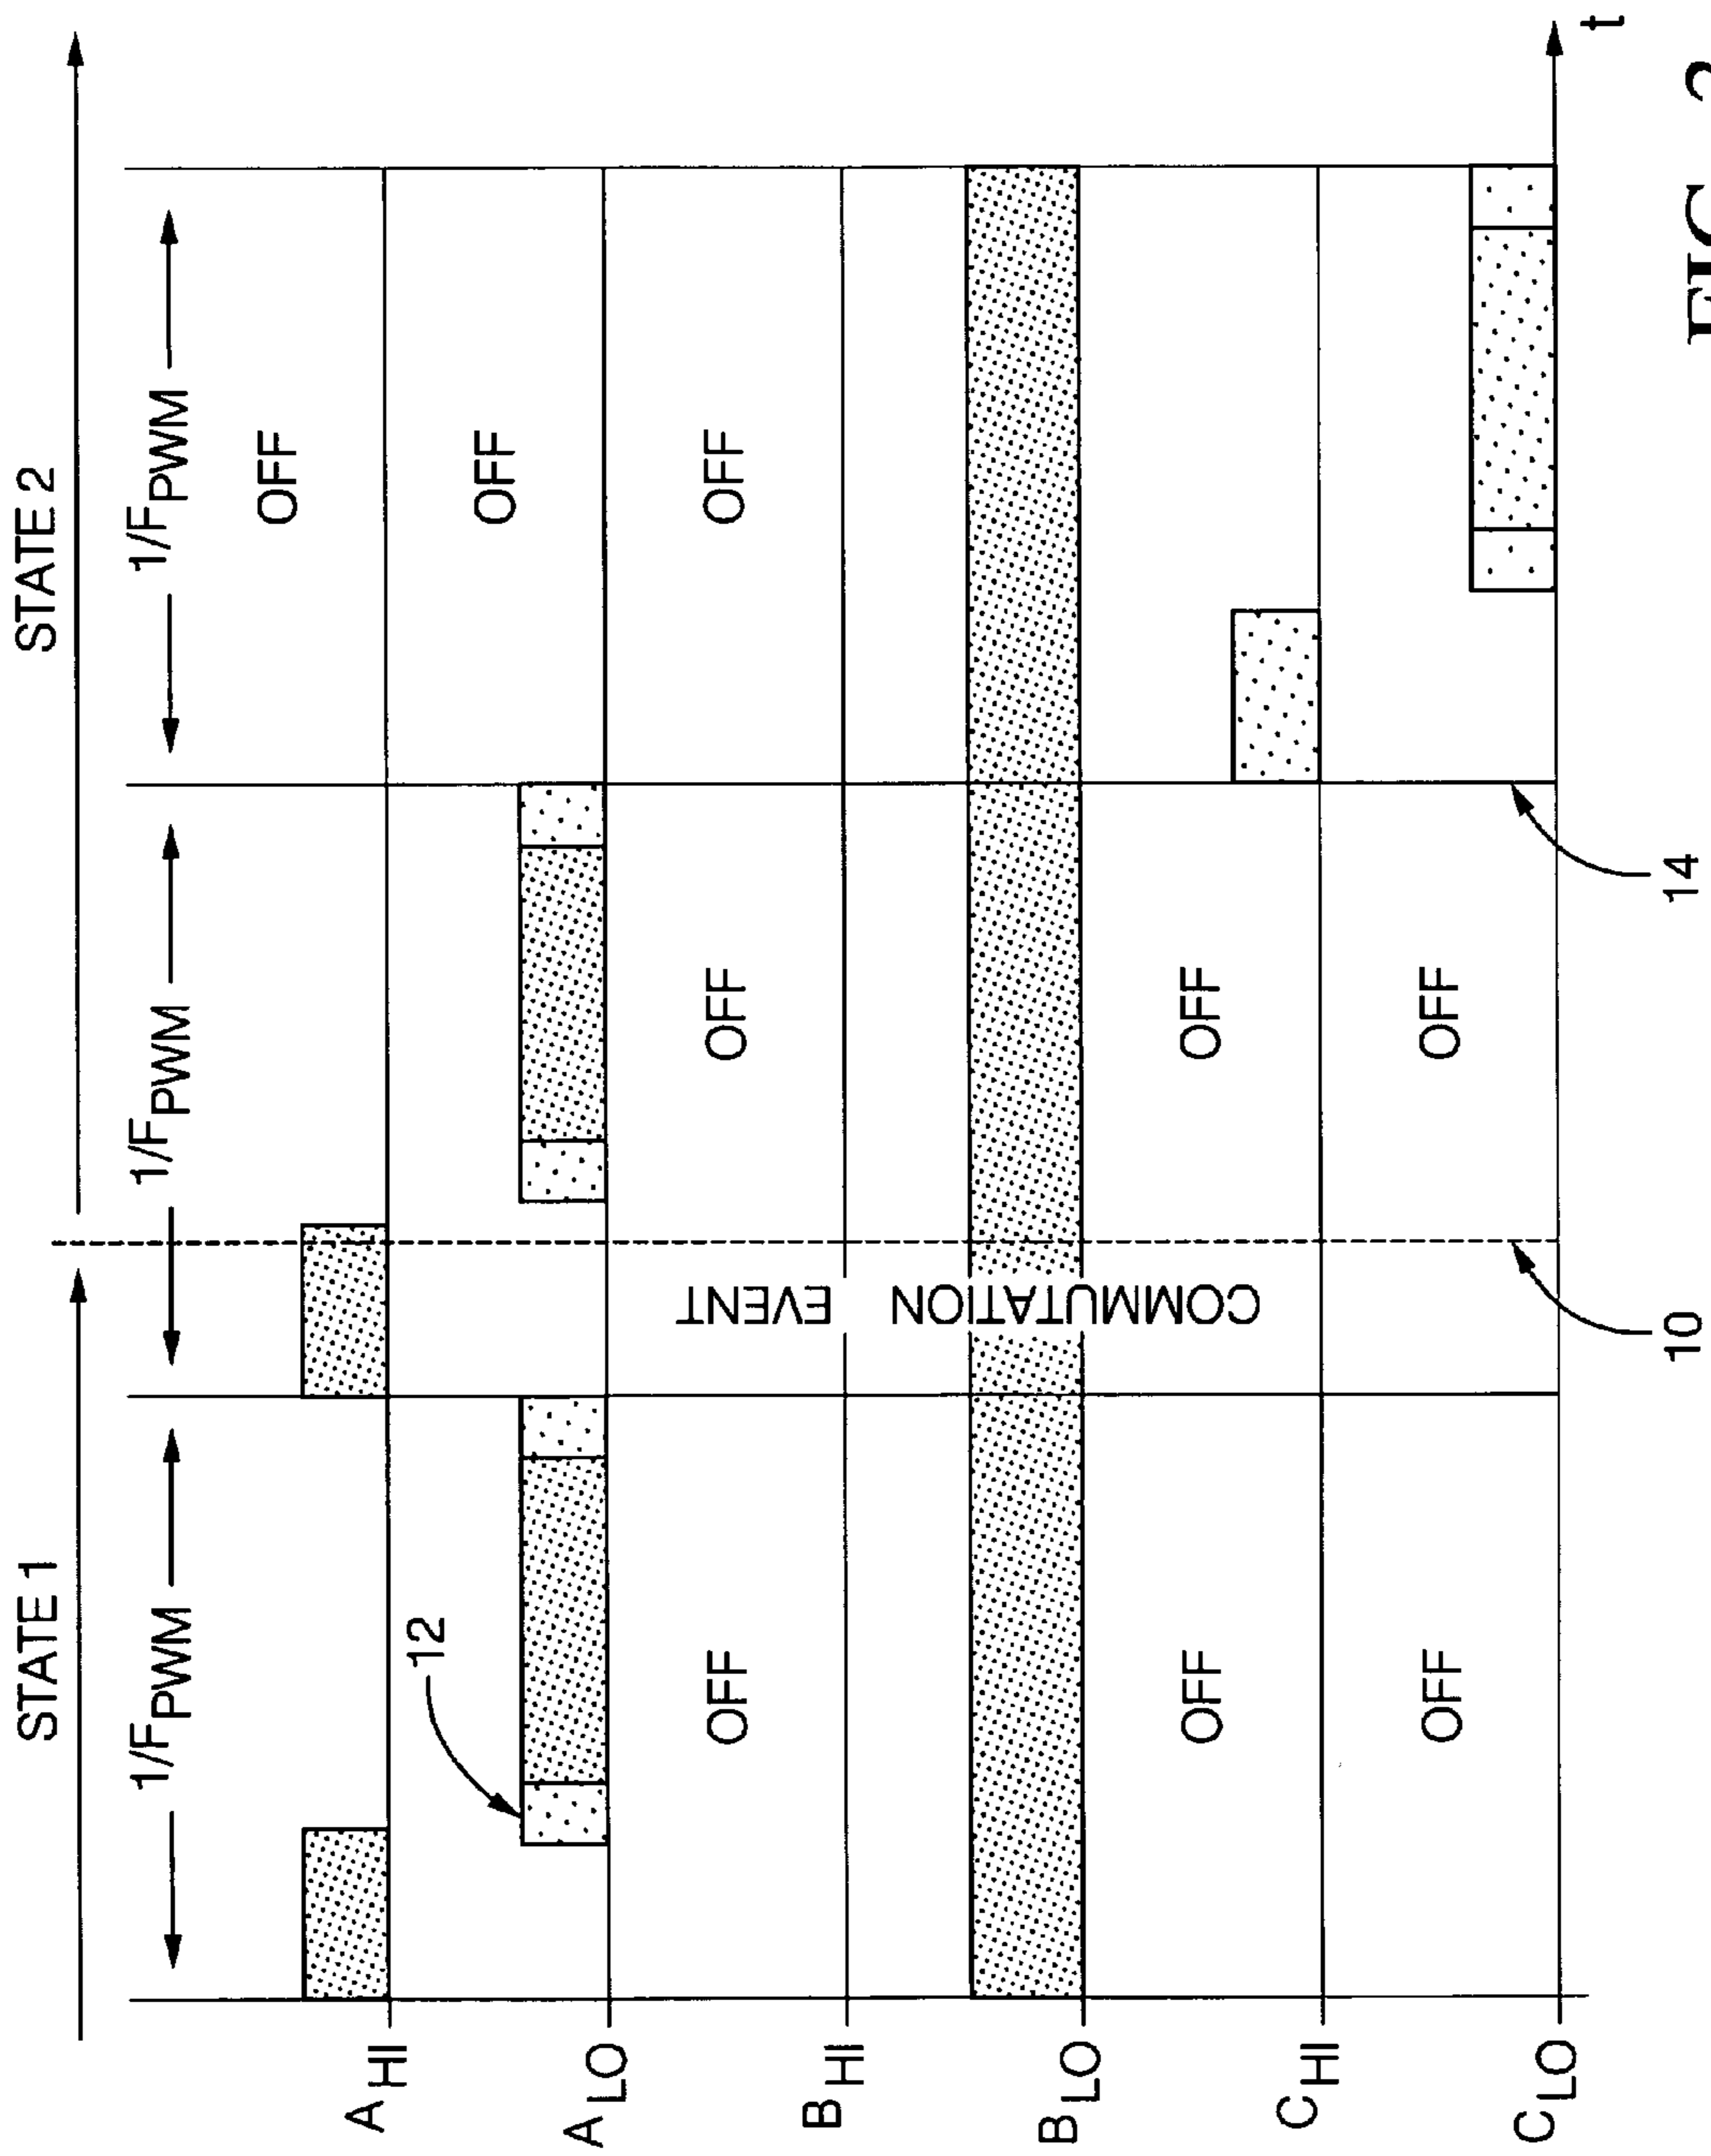 STATE 1
STATE 2
1/FPWM
1/FPWM
1/FPWM
AHI
OFF
ALO
12
OFF
BHI
OFF
OFF
OFF
COMMUTATION EVENT
BLO
CHI
OFF
OFF
CLO
OFF
OFF
t
10
14
FIG.